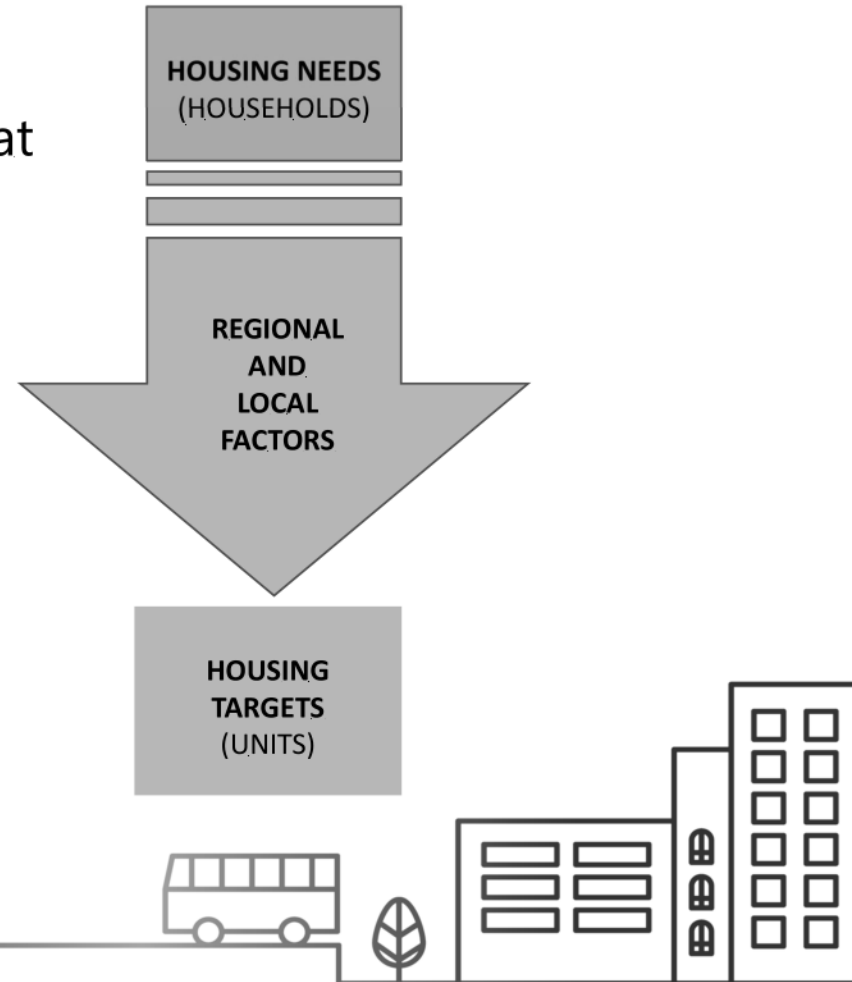 HOUSING NEEDS
(HOUSEHOLDS)
at
REGIONAL
AND
LOCAL
FACTORS
HOUSING
TARGETS
(UNITS)